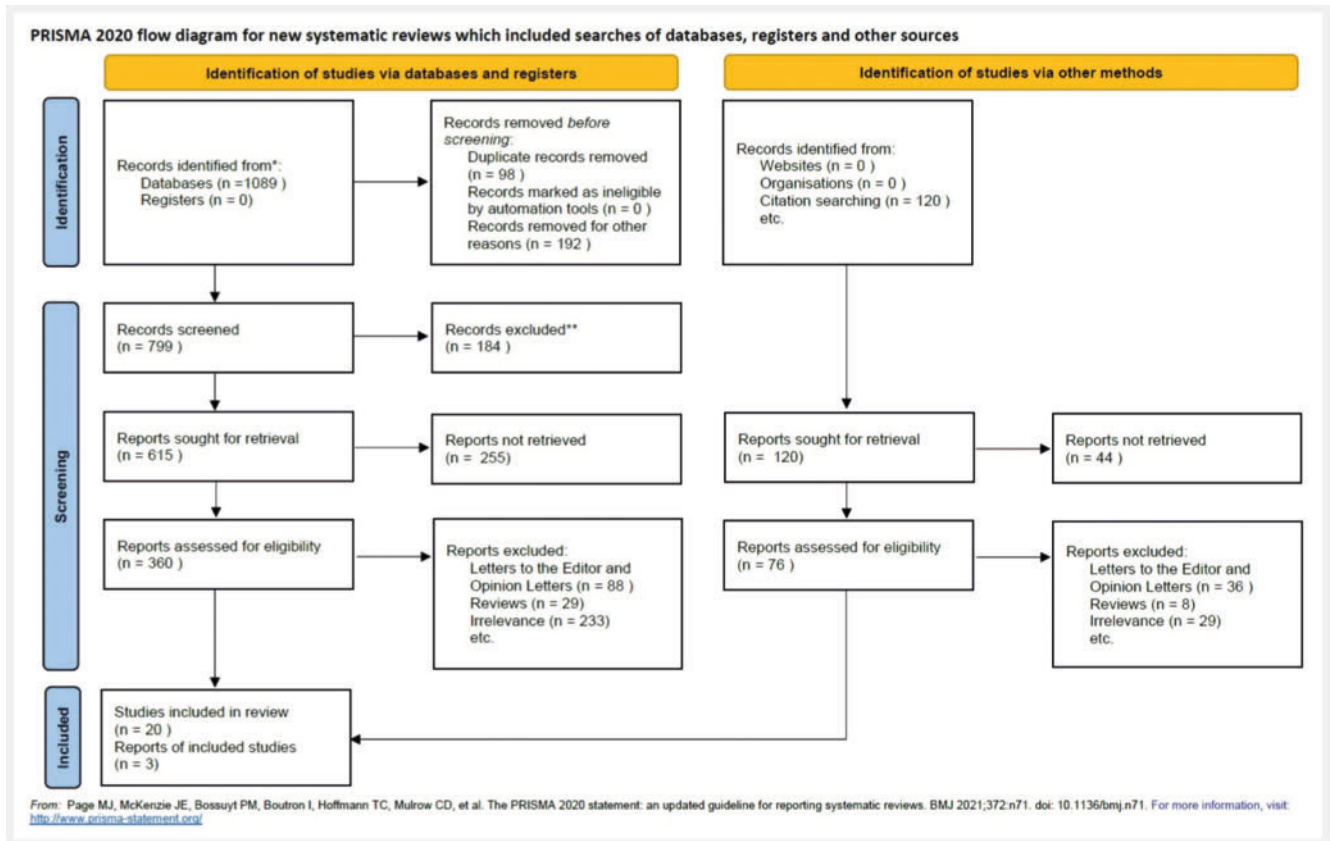 PRISMA 2020 flow diagram for new systematic reviews which included searches of databases, registers and other sources
Identification of studies via databases and registers
Identification of studies via other methods
Identification
Records identified from*:
Databases (n =1089 )
Registers (n = 0)
Records removed before
screening:
Duplicate records removed
(n = 98 )
Records marked as ineligible
by automation tools (n = 0 )
Records removed for other
reasons (n = 192 )
Records identified from:
Websites (n = 0 )
Organisations (n = 0 )
Citation searching (n = 120 )
etc.
Screening
Records screened
(n = 799 )
Records excluded**
(n = 184 )
Reports sought for retrieval
(n = 615 )
Reports not retrieved
(n = 255)
Reports sought for retrieval
(n = 120)
Reports not retrieved
(n = 44 )
Reports assessed for eligibility
(n = 360 )
Reports excluded:
Letters to the Editor and
Opinion Letters (n = 88 )
Reviews (n = 29)
Irrelevance (n = 233)
etc.
Reports assessed for eligibility
(n = 76 )
Reports excluded:
Letters to the Editor and
Opinion Letters (n = 36 )
Reviews (n = 8)
Irrelevance (n = 29)
etc.
Included
Studies included in review
(n = 20 )
Reports of included studies
(n = 3)
From: Page MJ, McKenzie JE, Bossuyt PM, Boutron I, Hoffmann TC, Mulrow CD, et al. The PRISMA 2020 statement: an updated guideline for reporting systematic reviews. BMJ 2021;372:n71. doi: 10.1136/bmj.n71. For more information, visit:
http://www.prisma-statement.org/